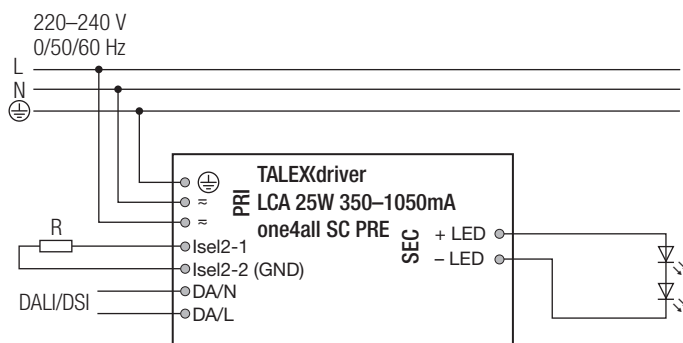 220–240 V
0/50/60 Hz
L
N
TALEXXdriver
LCA 25W 350–1050mA
one4all SC PRE
PRI
≂
≂
R
Isel2-1
Isel2-2 (GND)
DALI/DSI
DA/N
DA/L
SEC
+ LED
– LED